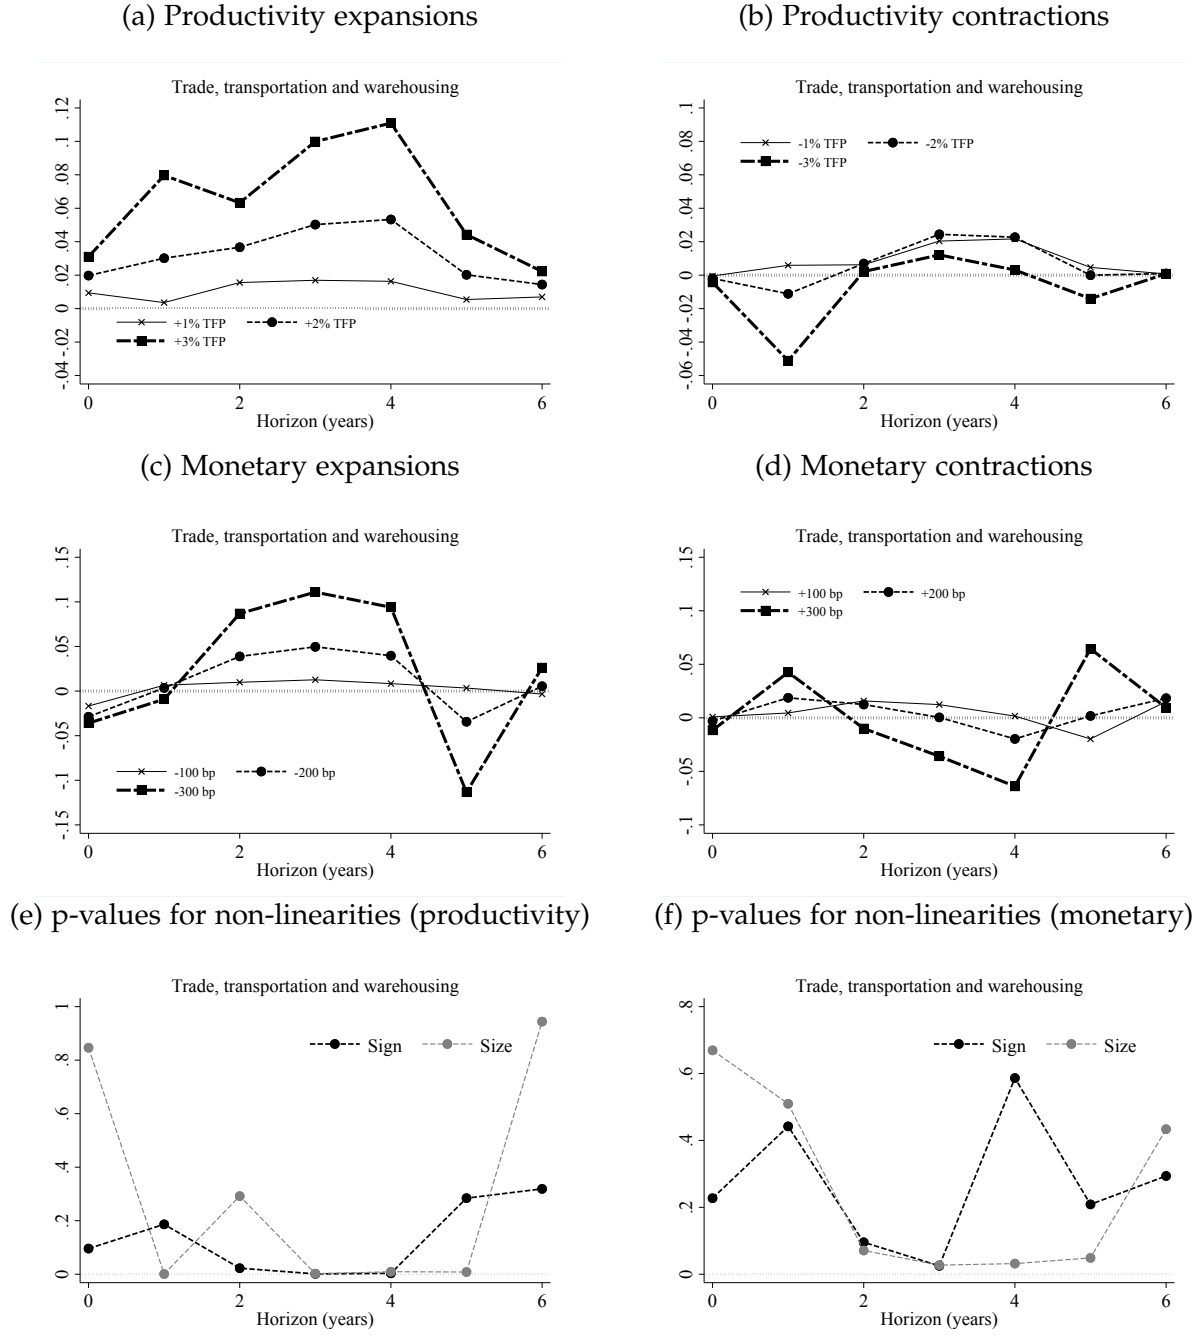 (a) Productivity expansions
(b) Productivity contractions
Trade, transportation and warehousing
.12
.1
.08
.06
.04
.02
0
-.02
-.04
+1% TFP
+2% TFP
+3% TFP
0
2
4
6
Horizon (years)
Trade, transportation and warehousing
.1
.08
.06
.04
.02
0
-.02
-.04
-.06
-1% TFP
-2% TFP
-3% TFP
0
2
4
6
Horizon (years)
(c) Monetary expansions
(d) Monetary contractions
Trade, transportation and warehousing
.15
.1
.05
0
-.05
-.1
-.15
-100 bp
-200 bp
-300 bp
0
2
4
6
Horizon (years)
Trade, transportation and warehousing
.15
.1
.05
0
-.05
-.1
+100 bp
+200 bp
+300 bp
0
2
4
6
Horizon (years)
(e) p-values for non-linearities (productivity)
(f) p-values for non-linearities (monetary)
Trade, transportation and warehousing
1
.8
.6
.4
.2
0
Sign
Size
0
2
4
6
Horizon (years)
Trade, transportation and warehousing
.8
.6
.4
.2
0
Sign
Size
0
2
4
6
Horizon (years)